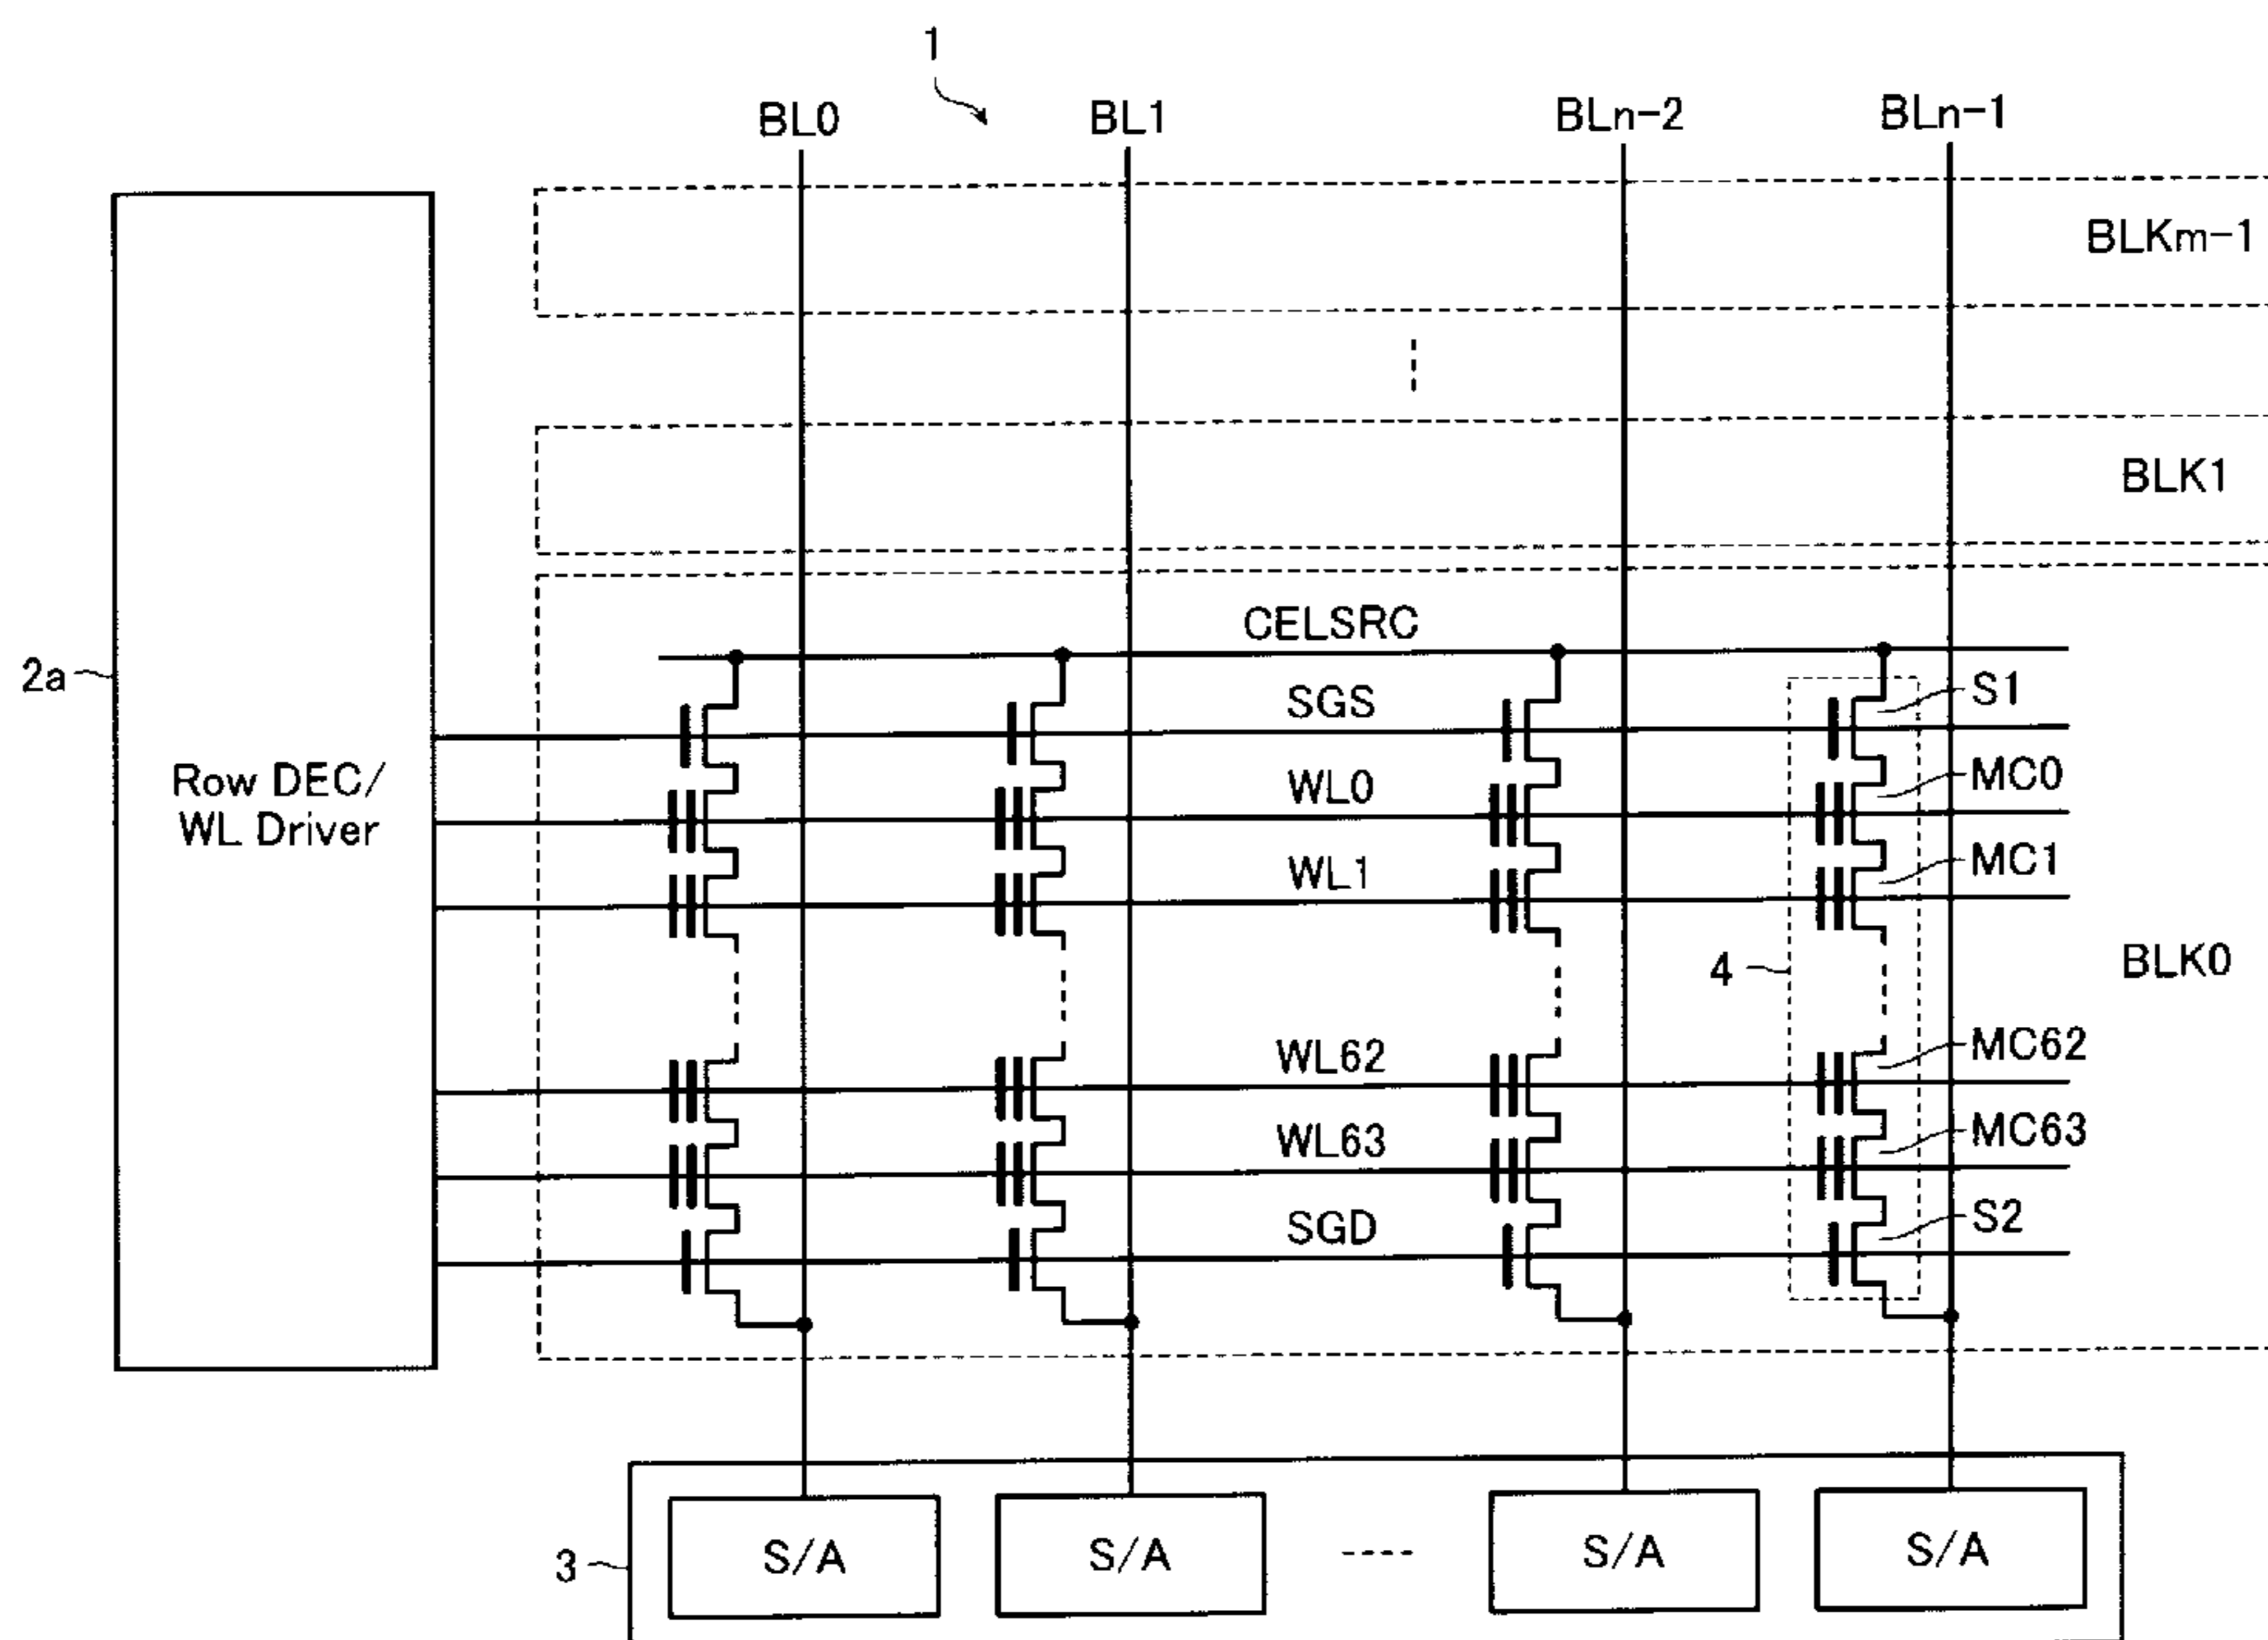 1
BL0
BL1
BLn-2
BLn-1
BLKm-1
BLK1
CELSRC
2a
SGS
S1
Row DEC/
WL Driver
WL0
MC0
WL1
MC1
4
BLK0
WL62
MC62
WL63
MC63
SGD
S2
3
S/A
S/A
S/A
S/A